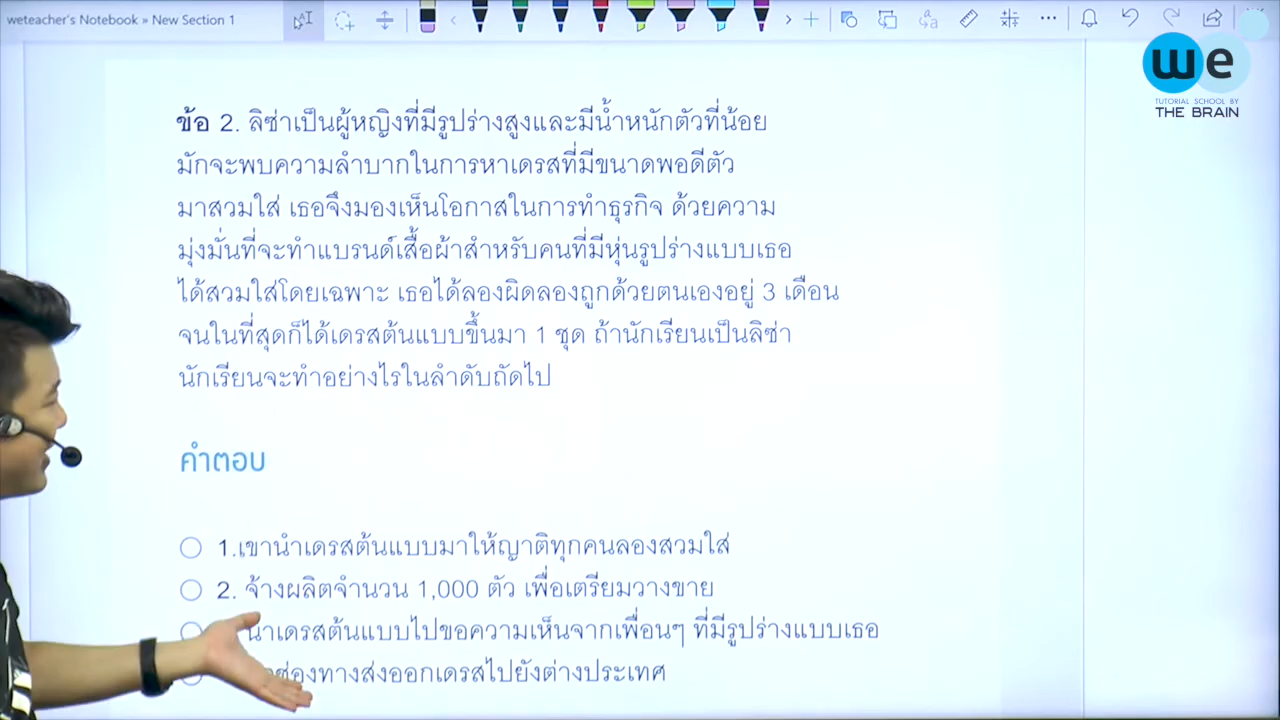 weteacher's Notebook » New Section 1
we
TUTORIAL SCHOOL BY
THE BRAIN
ข้อ 2. ลิซ่าเป็นผู้หญิงที่มีรูปร่างสูงและมีน้ำหนักตัวที่น้อย
มักจะพบความลำบากในการหาเดรสที่มีขนาดพอดีตัว
มาสวมใส่ เธอจึงมองเห็นโอกาสในการทำธุรกิจ ด้วยความ
มุ่งมั่นที่จะทำแบรนด์เสื้อผ้าสำหรับคนที่มีหุ่นรูปร่างแบบเธอ
ได้สวมใส่โดยเฉพาะ เธอได้ลองผิดลองถูกด้วยตนเองอยู่ 3 เดือน
จนในที่สุดก็ได้เดรสต้นแบบขึ้นมา 1 ชุด ถ้านักเรียนเป็นลิซ่า
นักเรียนจะทำอย่างไรในลำดับถัดไป
คำตอบ
1.เขานำเดรสต้นแบบมาให้ญาติทุกคนลองสวมใส่
2. จ้างผลิตจำนวน 1,000 ตัว เพื่อเตรียมวางขาย
นำเดรสต้นแบบไปขอความเห็นจากเพื่อนๆ ที่มีรูปร่างแบบเธอ
ช่องทางส่งออกเดรสไปยังต่างประเทศ